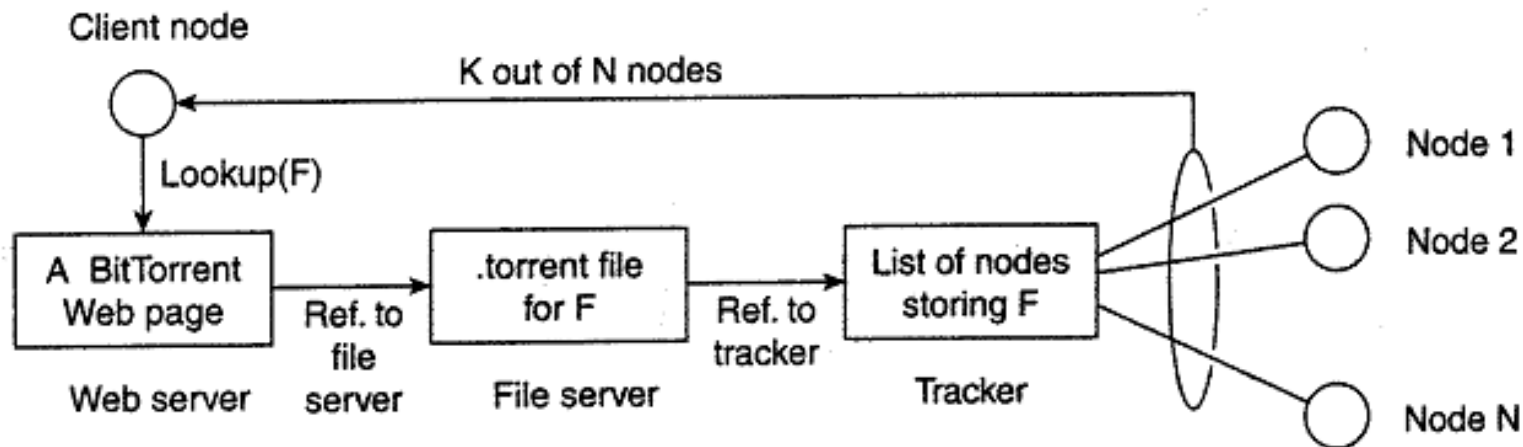 Client node
K out of N nodes
Lookup(F)
A BitTorrent
Web page
Web server
Ref. to
file
server
.torrent file
for F
File server
Ref. to
tracker
List of nodes
storing F
Tracker
Node 1
Node 2
Node N